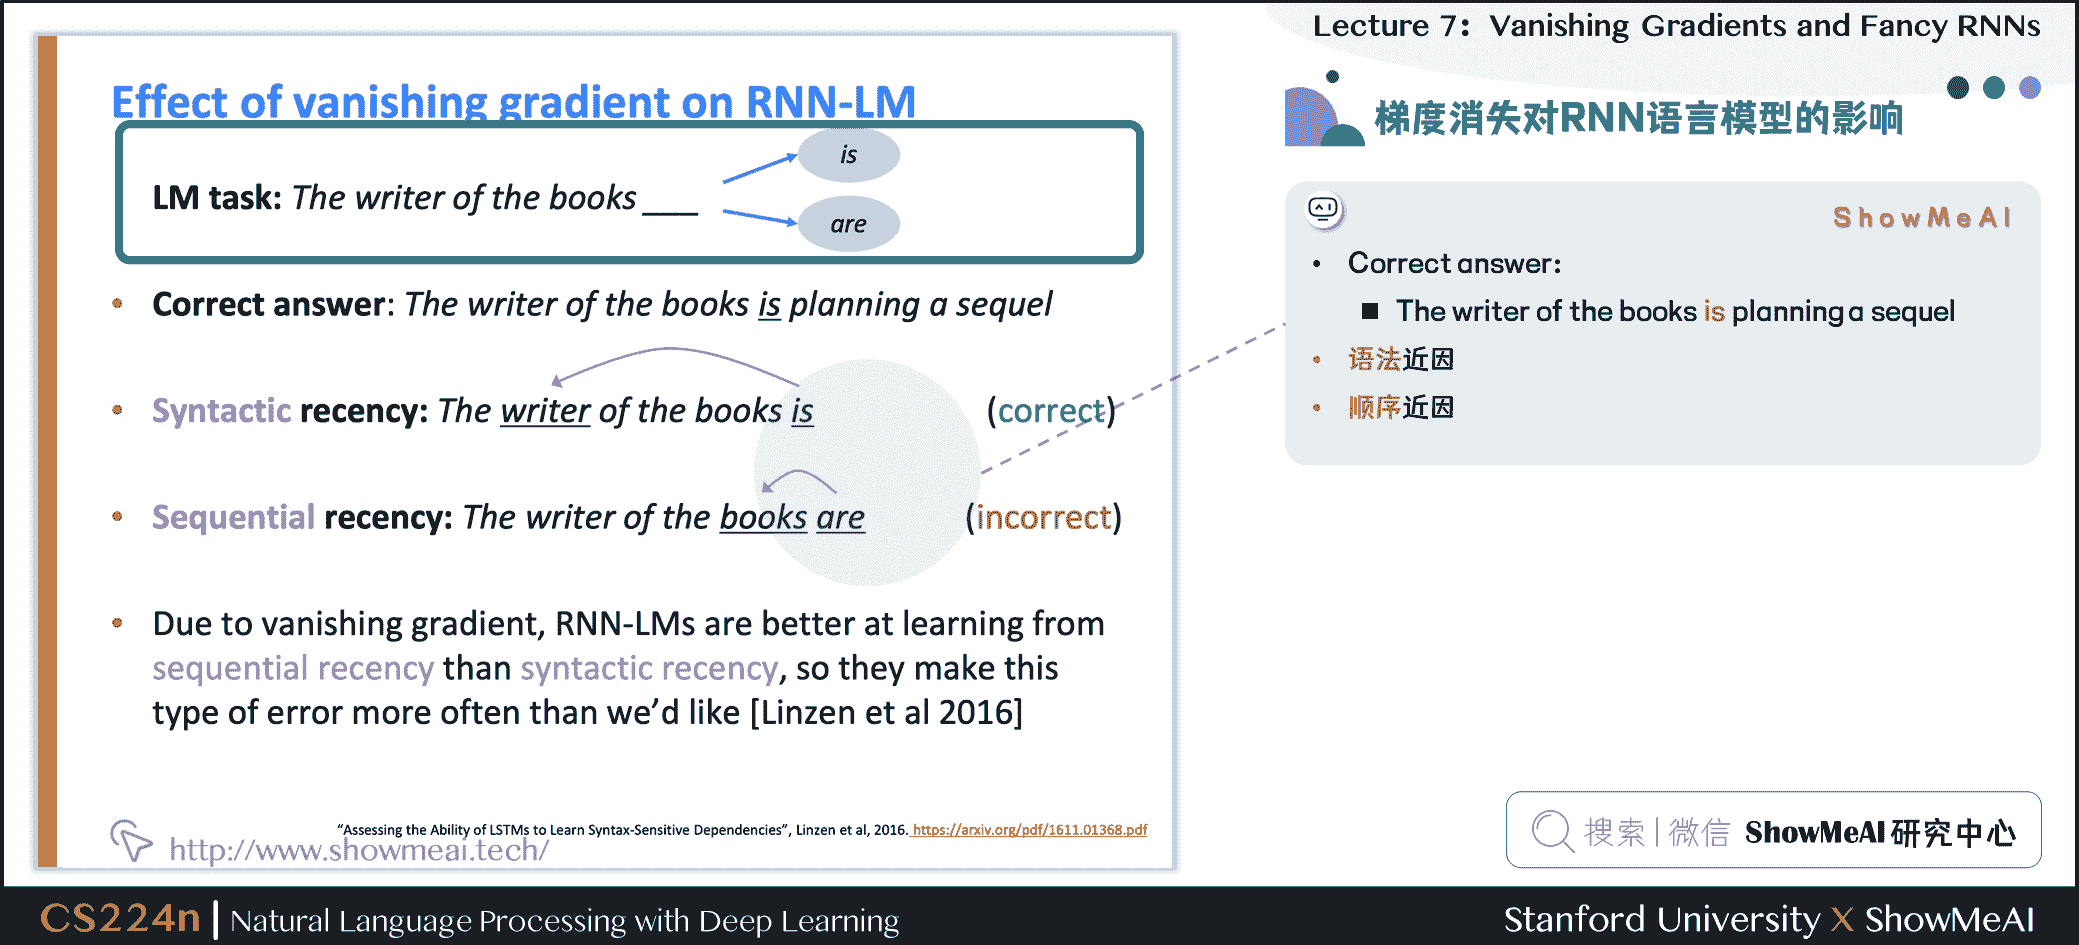 Lecture 7: Vanishing Gradients and Fancy RNNs
Effect of vanishing gradient on RNN-LM
LM task: The writer of the books ___
is
are
Correct answer: The writer of the books is planning a sequel
Syntactic recency: The writer of the books is (correct)
Sequential recency: The writer of the books are (incorrect)
Due to vanishing gradient, RNN-LMs are better at learning from
sequential recency than syntactic recency, so they make this
type of error more often than we'd like [Linzen et al 2016]
"Assessing the Ability of LSTMs to Learn Syntax-Sensitive Dependencies", Linzen et al, 2016. https://arxiv.org/pdf/1611.01368.pdf
http://www.showmeai.tech/
梯度消失对RNN语言模型的影响
ShowMeAI
Correct answer:
The writer of the books is planning a sequel
语法近因
顺序近因
搜索|微信 ShowMeAI 研究中心
CS224n | Natural Language Processing with Deep Learning
Stanford University X ShowMeAI